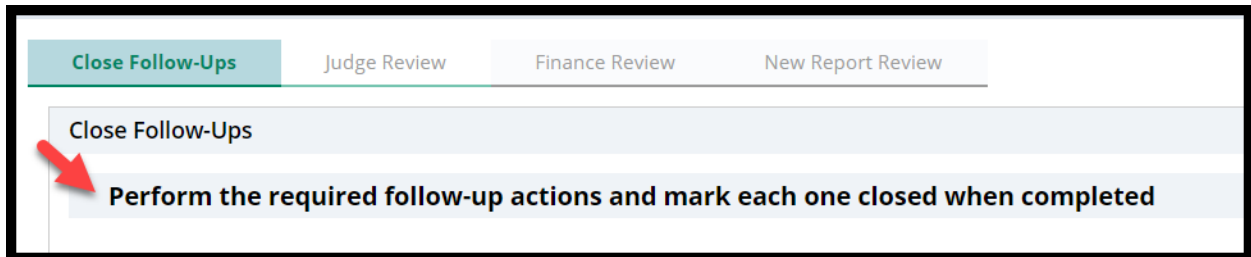 Close Follow-Ups Judge Review Finance Review New Report Review
Close Follow-Ups
Perform the required follow-up actions and mark each one closed when completed